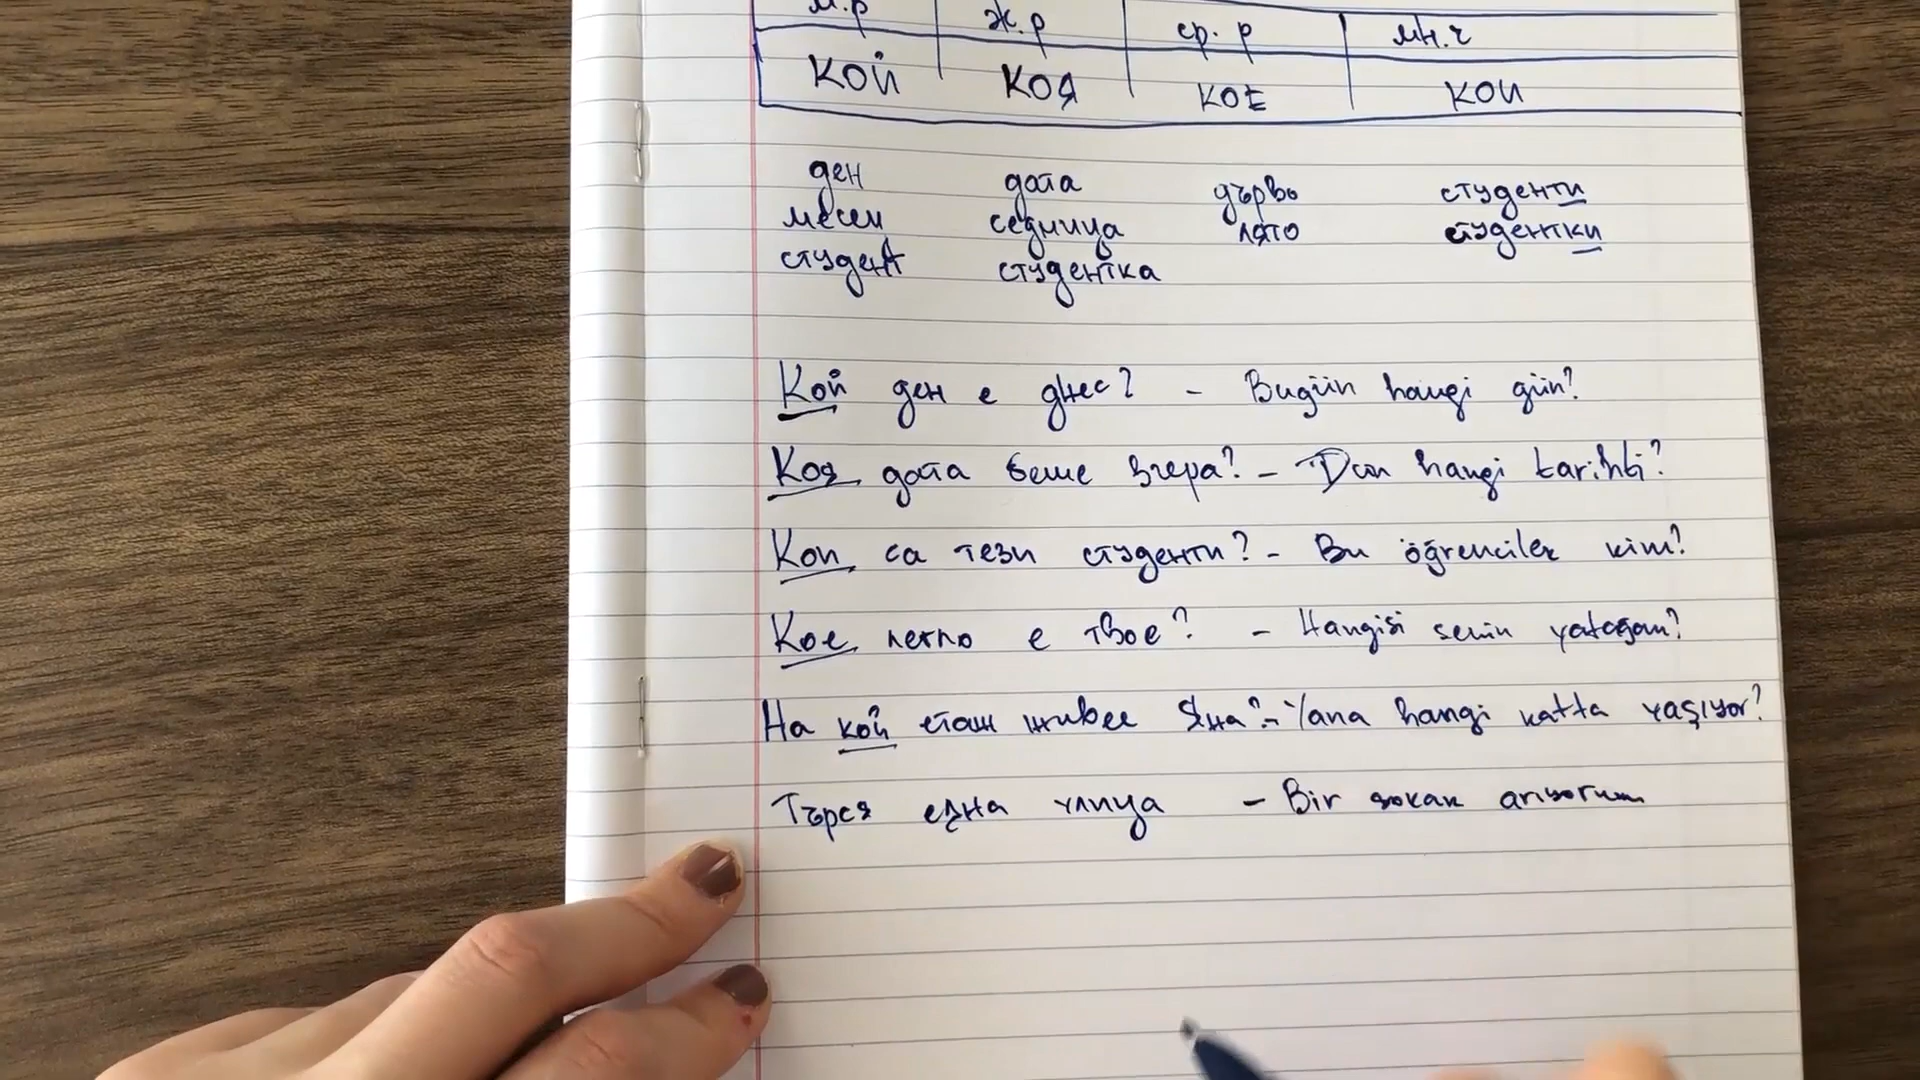 м.р ж.р ср.р мн.ч
КОЙ КОЯ КОЕ КОИ
ден дата дърво студенти
месец седмица лято студентки
студент студентка
Кой ден е днес? - Bugün hangi gün?
Коя дата беше вчера? - Dün hangi tarihti?
Кои са тези студенти? - Bu öğrenciler kim?
Кое легло е твое? - Hangisi senin yatağın?
На кой етаж живее Яна? - Yana hangi katta yaşıyor?
Търся една улица - Bir sokak arıyorum